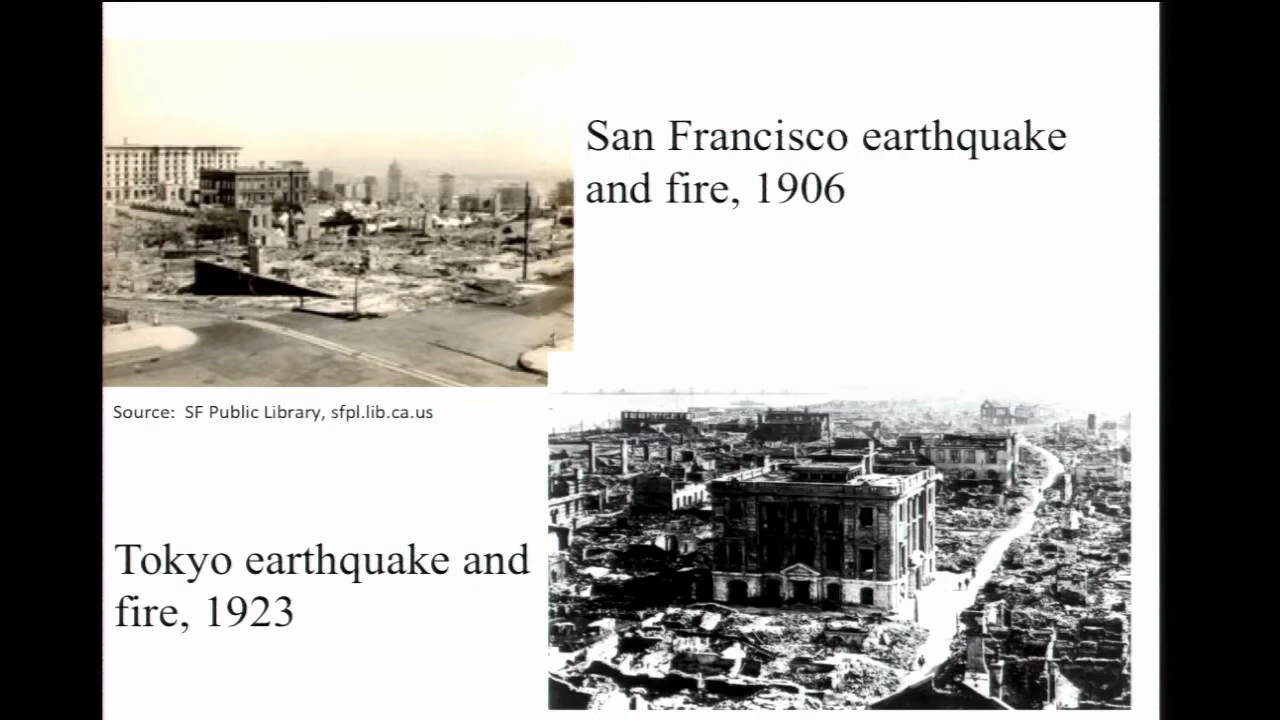 San Francisco earthquake
and fire, 1906
Source:  SF Public Library, sfpl.lib.ca.us
Tokyo earthquake and
fire, 1923